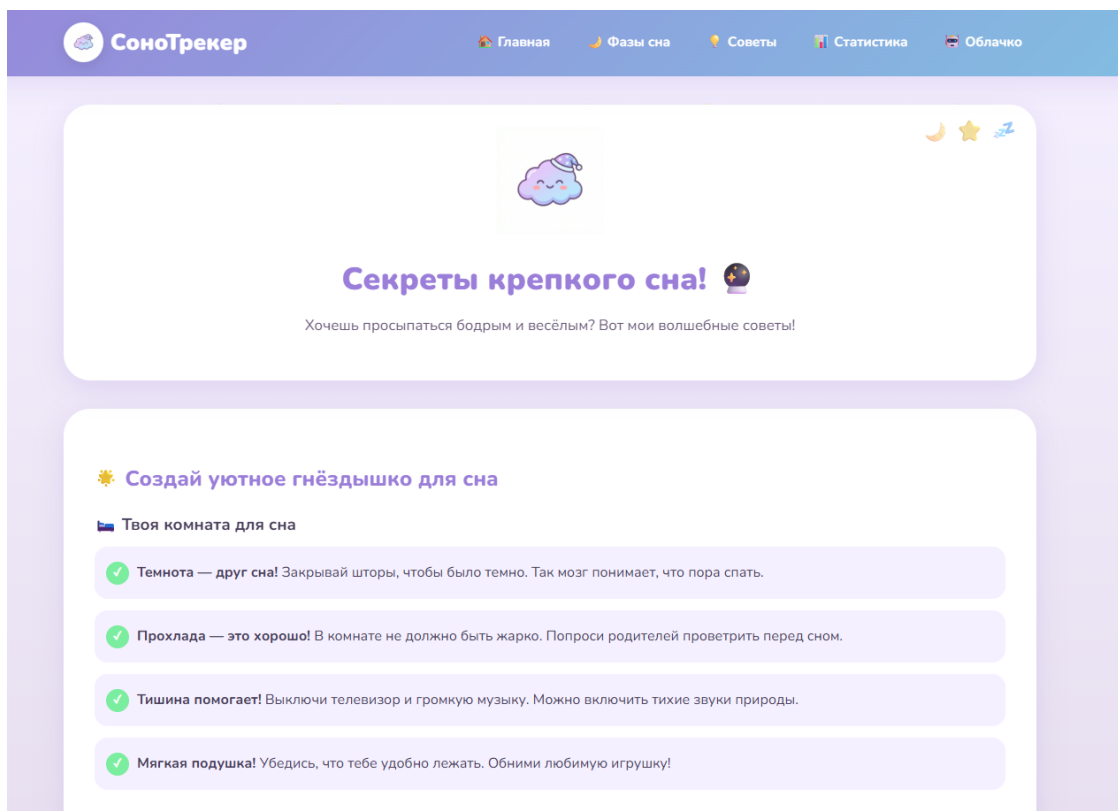 СоноТрекер
Главная
Фазы сна
Советы
Статистика
Облачко
Секреты крепкого сна!
Хочешь просыпаться бодрым и весёлым? Вот мои волшебные советы!
Создай уютное гнёздышко для сна
Твоя комната для сна
Темнота — друг сна! Закрывай шторы, чтобы было темно. Так мозг понимает, что пора спать.
Прохлада — это хорошо! В комнате не должно быть жарко. Попроси родителей проветрить перед сном.
Тишина помогает! Выключи телевизор и громкую музыку. Можно включить тихие звуки природы.
Мягкая подушка! Убедись, что тебе удобно лежать. Обними любимую игрушку!